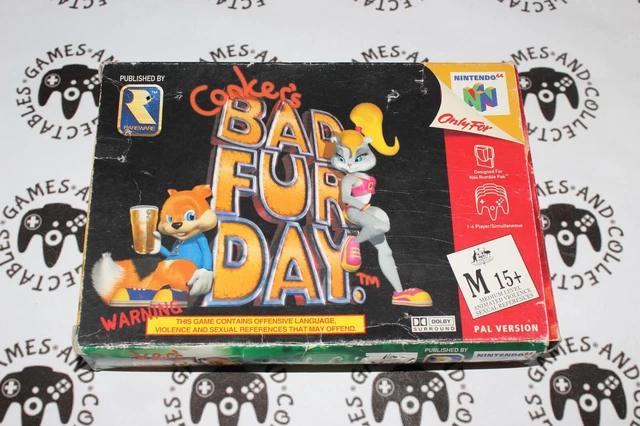 PUBLISHED BY
RAREWARE
Conker's
BAD
FUR
DAY.™
NINTENDO 64
Only For
Designed For
N64 Rumble Pak™
1-4 Player/Simultaneous
M 15+
MEDIUM LEVEL
ANIMATED VIOLENCE
SEXUAL REFERENCES
PAL VERSION
WARNING
THIS GAME CONTAINS OFFENSIVE LANGUAGE,
VIOLENCE AND SEXUAL REFERENCES THAT MAY OFFEND.
DOLBY
SURROUND
PUBLISHED BY
NINTENDO 64
GAMES-AND-COLLECTABLES